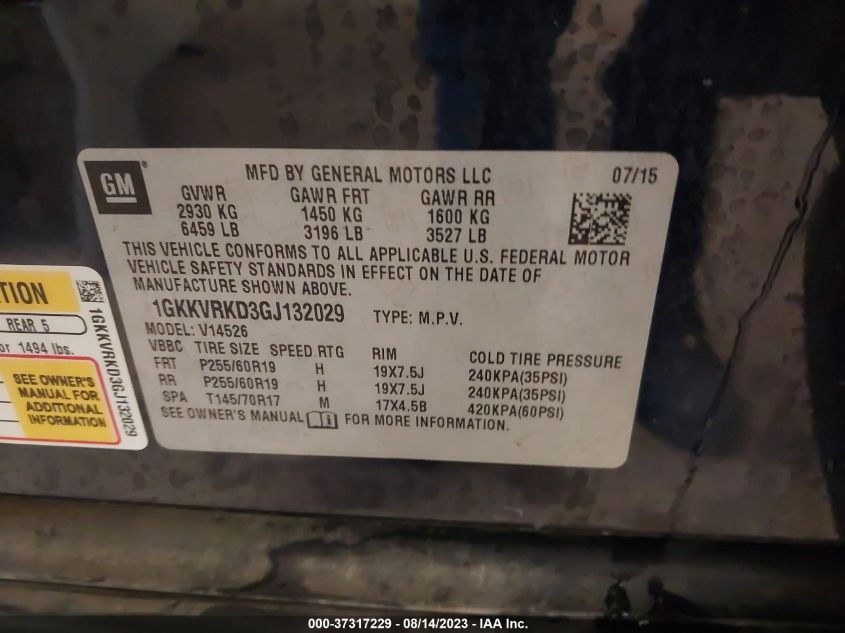 GM
MFD BY GENERAL MOTORS LLC 07/15
GVWR GAWR FRT GAWR RR
2930 KG 1450 KG 1600 KG
6459 LB 3196 LB 3527 LB
THIS VEHICLE CONFORMS TO ALL APPLICABLE U.S. FEDERAL MOTOR
VEHICLE SAFETY STANDARDS IN EFFECT ON THE DATE OF
MANUFACTURE SHOWN ABOVE.
1GKKVRKD3GJ132029 TYPE: M.P.V.
MODEL: V14526
VBBC TIRE SIZE SPEED RTG RIM COLD TIRE PRESSURE
FRT P255/60R19 H 19X7.5J 240KPA(35PSI)
RR P255/60R19 H 19X7.5J 240KPA(35PSI)
SPA T145/70R17 M 17X4.5B 420KPA(60PSI)
SEE OWNER'S MANUAL FOR MORE INFORMATION.
REAR 5
1494 lbs.
SEE OWNER'S
MANUAL FOR
ADDITIONAL
INFORMATION
1GKKVRKD3GJ132029
000-37317229 - 08/14/2023 - IAA Inc.